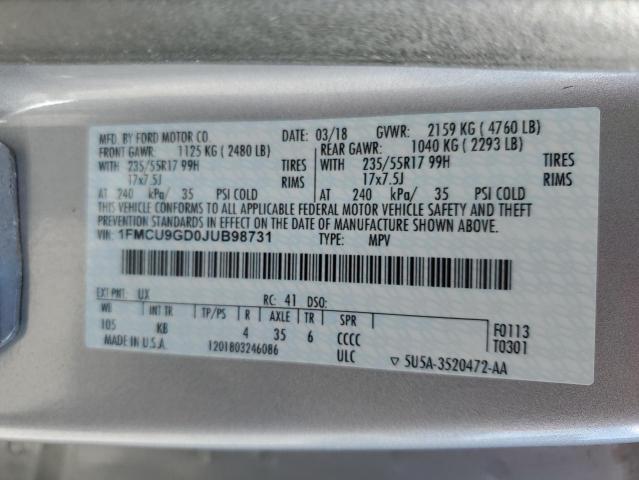 MFD. BY FORD MOTOR CO. DATE: 03/18 GVWR: 2159 KG ( 4760 LB)
FRONT GAWR: 1125 KG ( 2480 LB) REAR GAWR: 1040 KG ( 2293 LB)
WITH 235/55R17 99H TIRES WITH 235/55R17 99H TIRES
17x7.5J RIMS 17x7.5J RIMS
AT 240 kPa/ 35 PSI COLD AT 240 kPa/ 35 PSI COLD
THIS VEHICLE CONFORMS TO ALL APPLICABLE FEDERAL MOTOR VEHICLE SAFETY AND THEFT
PREVENTION STANDARDS IN EFFECT ON THE DATE OF MANUFACTURE SHOWN ABOVE.
VIN: 1FMCU9GD0JUB98731 TYPE: MPV
EXT PNT: UX RC: 41 DSO:
WB INT TR TP/PS R AXLE TR SPR
105 KB 4 35 6 CCCC
F0113
T0301
MADE IN U.S.A. 1201803246086 ULC
▽ 5U5A-3520472-AA